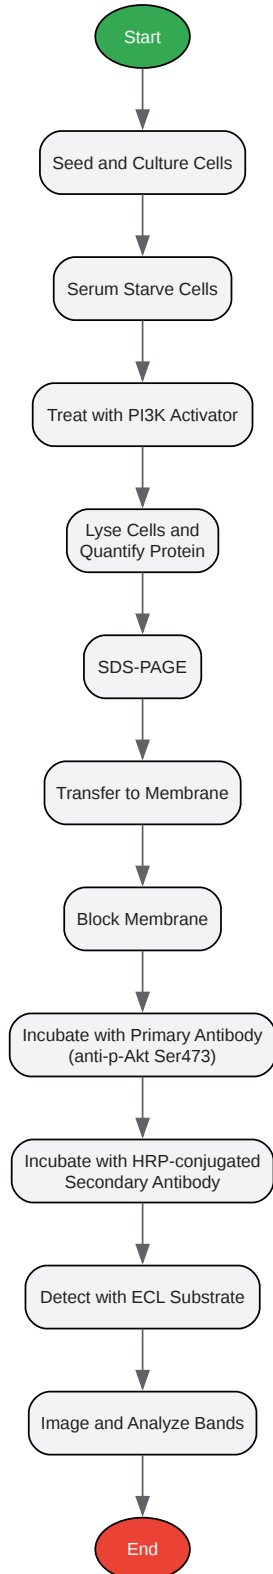 Start
Seed and Culture Cells
Serum Starve Cells
Treat with PI3K Activator
Lyse Cells and
Quantify Protein
SDS-PAGE
Transfer to Membrane
Block Membrane
Incubate with Primary Antibody
(anti-p-Akt Ser473)
Incubate with HRP-conjugated
Secondary Antibody
Detect with ECL Substrate
Image and Analyze Bands
End